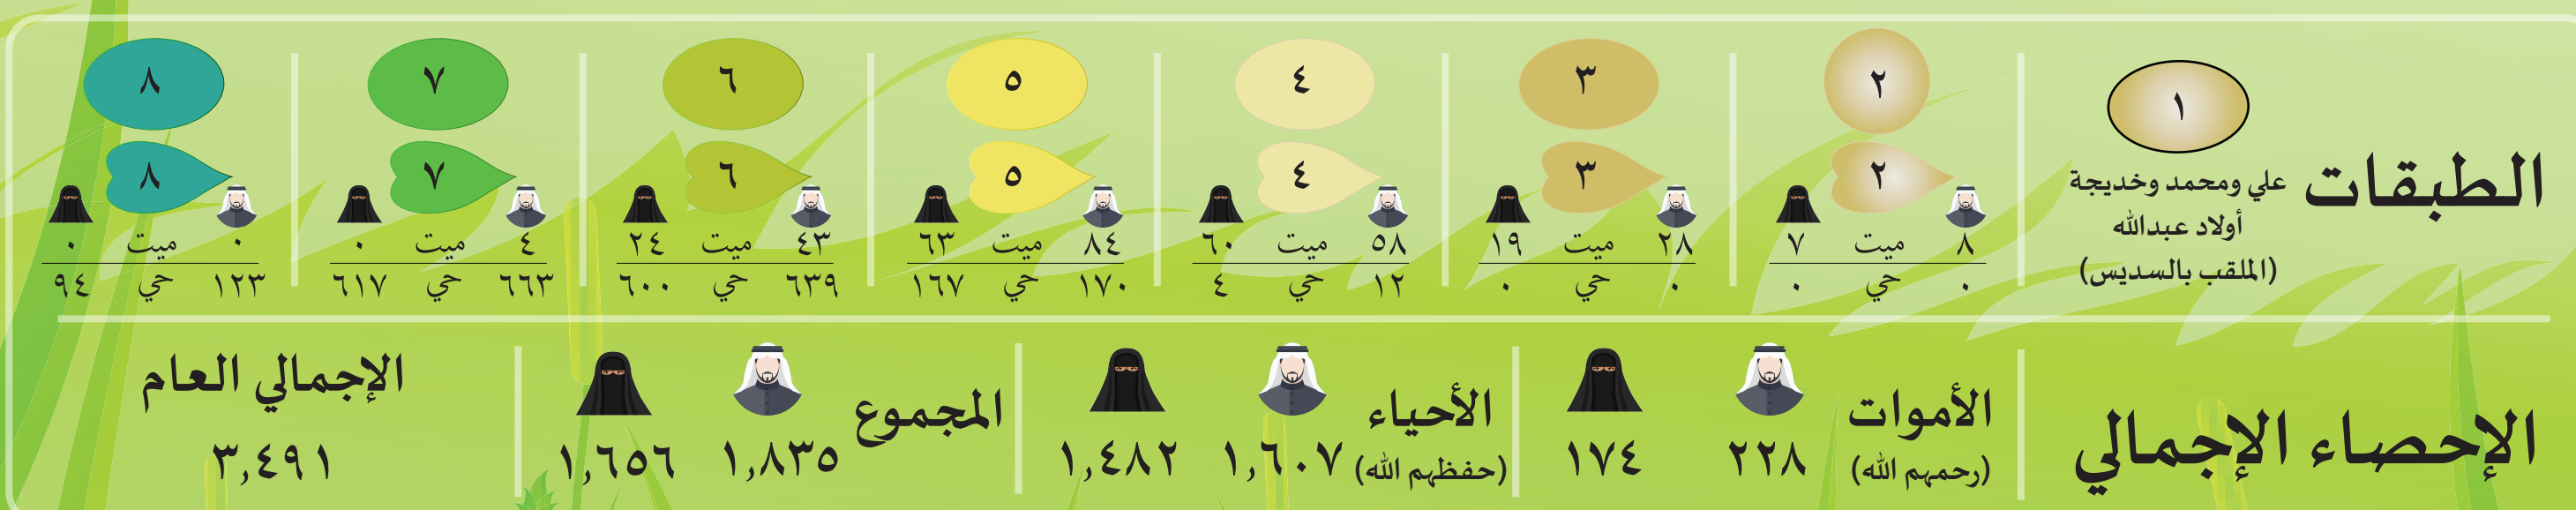 الطبقات
١
علي ومحمد وخديجة
أولاد عبدالله
(الملقب بالسديس)
٢
٢
٨ ميت ٧
٠ حي ٠
٣
٣
٢٨ ميت ١٩
٠ حي ٠
٤
٤
٥٨ ميت ٦٠
١٢ حي ٤
٥
٥
٨٤ ميت ٦٣
١٧٠ حي ١٦٧
٦
٦
٤٣ ميت ٢٤
٦٣٩ حي ٦٠٠
٧
٧
٤ ميت ٠
٦٦٣ حي ٦١٧
٨
٨
٠ ميت ٠
١٢٣ حي ٩٤
الإحصاء الإجمالي
الأموات
(رحمهم الله)
٢٢٨ ١٧٤
الأحياء
(حفظهم الله)
١,٦٠٧ ١,٤٨٢
المجموع
١,٨٣٥ ١,٦٥٦
الإجمالي العام
٣,٤٩١